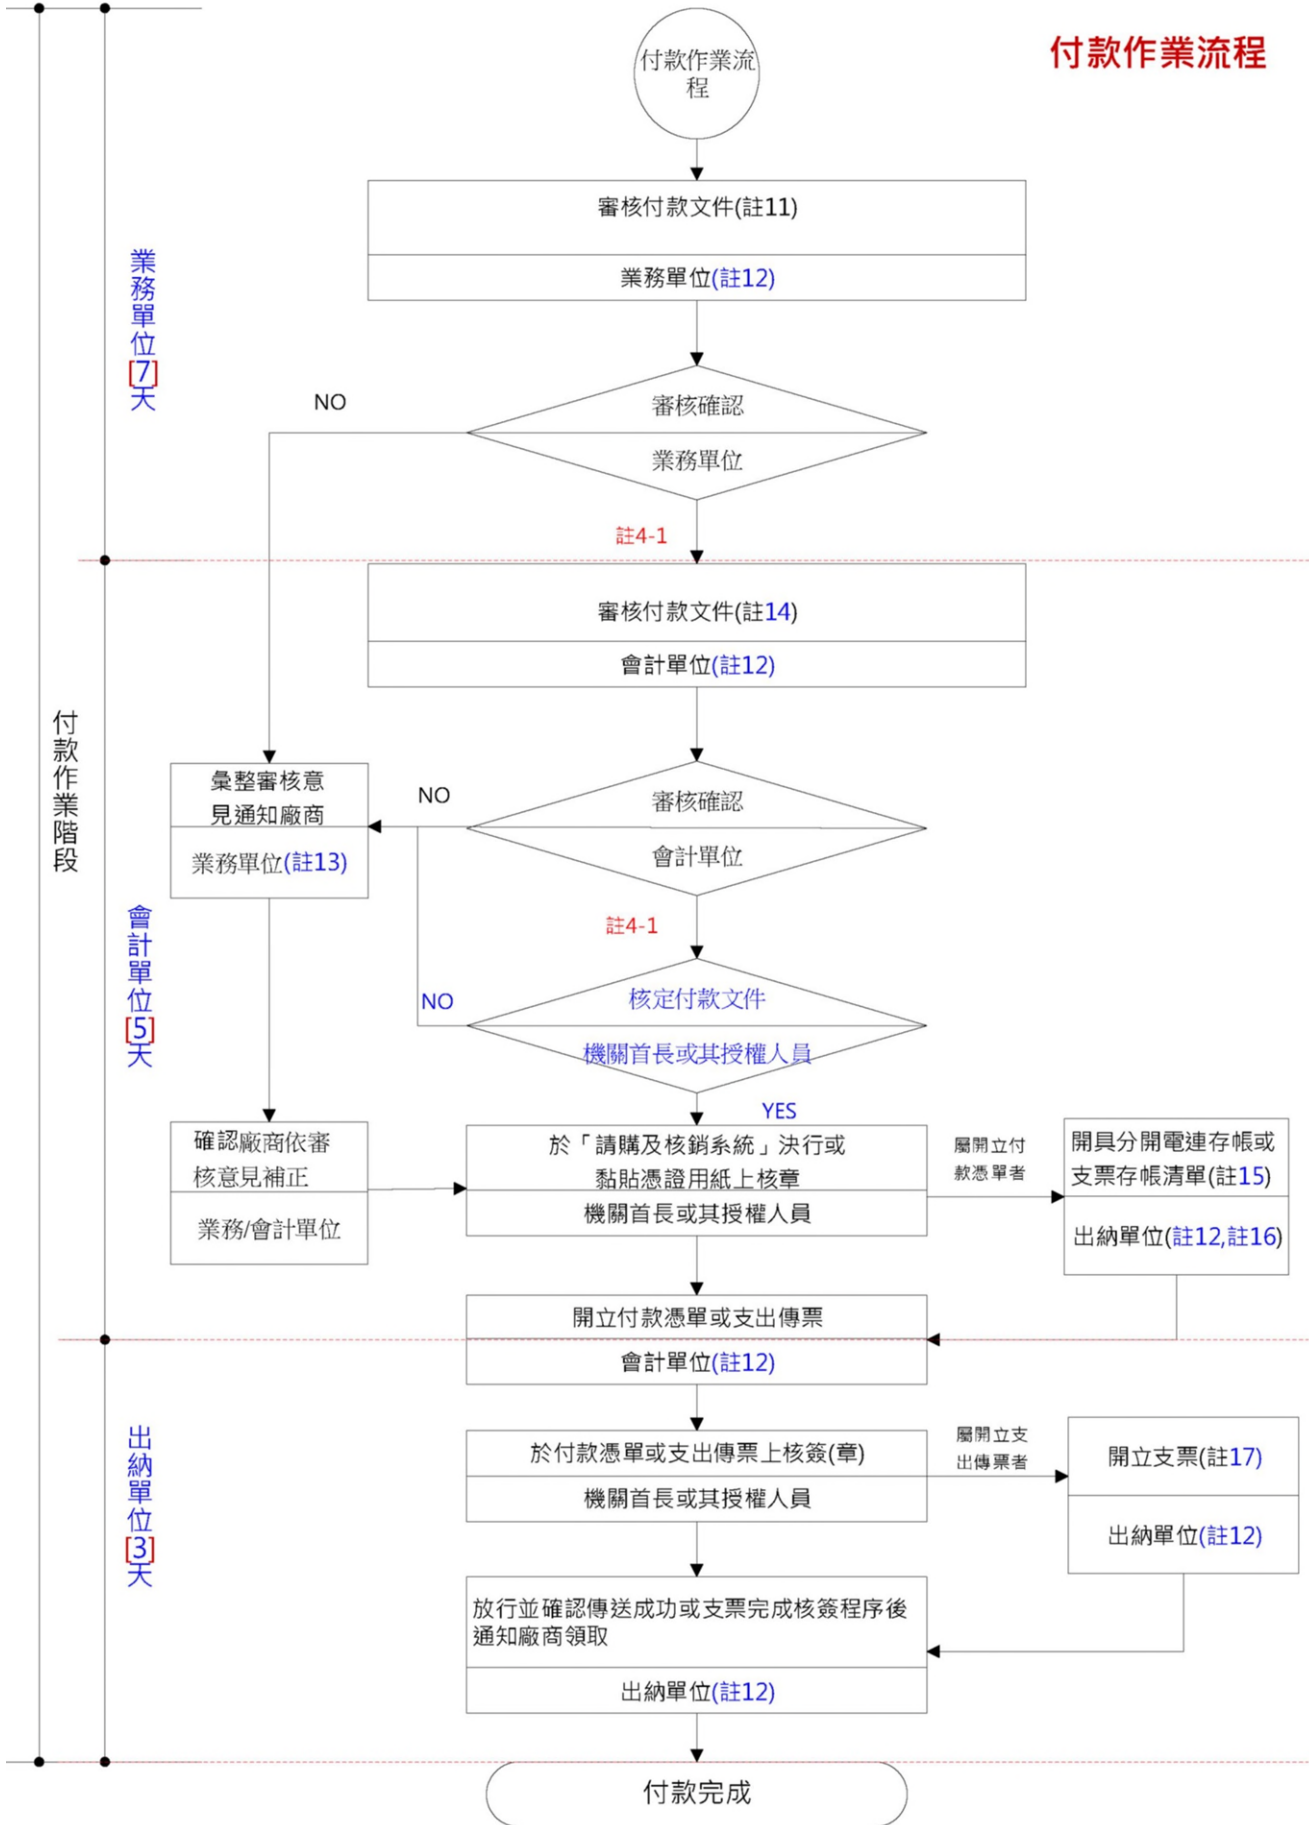 付款作業流程
付款作業流
程
審核付款文件(註11)
業務單位(註12)
業務單位[7]天
審核確認
NO
業務單位
註4-1
審核付款文件(註14)
會計單位(註12)
付款作業階段
彙整審核意
見通知廠商
業務單位(註13)
NO
審核確認
會計單位
會計單位[5]天
註4-1
NO
核定付款文件
機關首長或其授權人員
YES
確認廠商依審
核意見補正
業務/會計單位
於「請購及核銷系統」決行或
黏貼憑證用紙上核章
機關首長或其授權人員
屬開立付
款憑單者
開具分開電連存帳或
支票存帳清單(註15)
出納單位(註12,註16)
開立付款憑單或支出傳票
會計單位(註12)
出納單位[3]天
於付款憑單或支出傳票上核簽(章)
機關首長或其授權人員
屬開立支
出傳票者
開立支票(註17)
出納單位(註12)
放行並確認傳送成功或支票完成核簽程序後
通知廠商領取
出納單位(註12)
付款完成